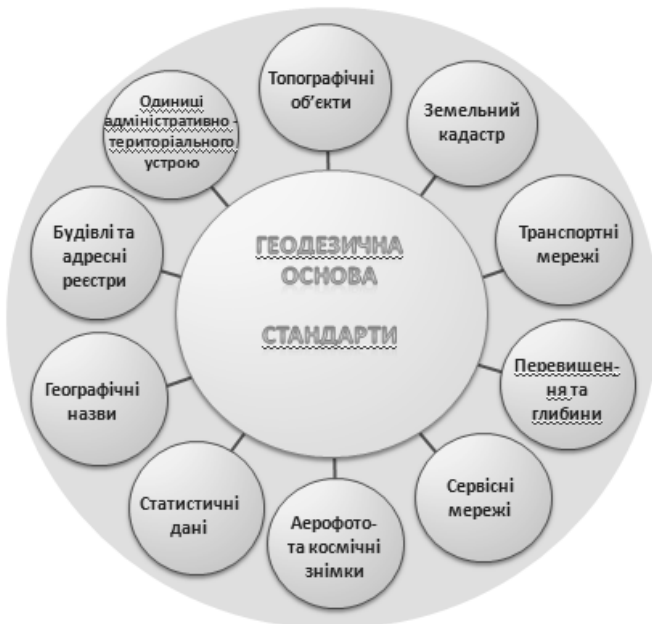 Топографічні
об'єкти
Земельний
кадастр
Транспортні
мережі
Перевищен-
ня та
глибини
Сервісні
мережі
Аерофото-
та космічні
знімки
Статистичні
дані
Географічні
назви
Будівлі та
адресні
реєстри
Одиниці
адміністративно -
територіального
устрою
ГЕОДЕЗИЧНА
ОСНОВА
СТАНДАРТИ